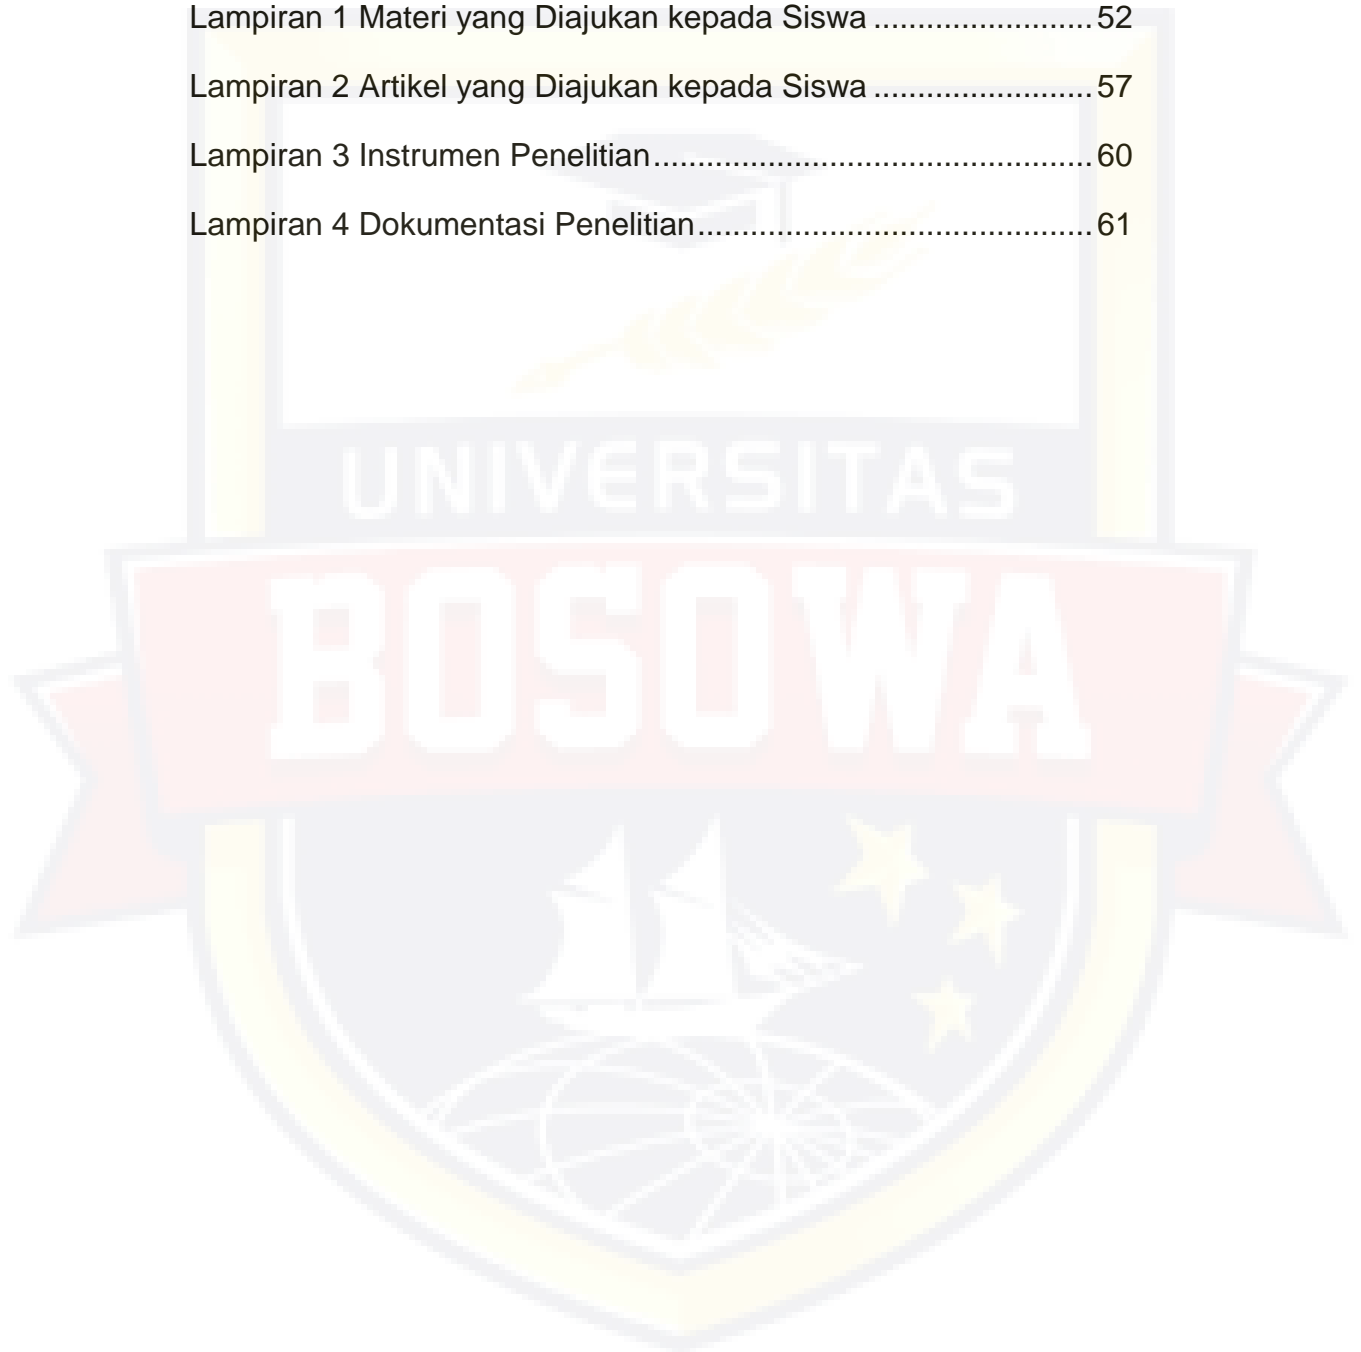 Lampiran 1 Materi yang Diajukan kepada Siswa ......................... 52
Lampiran 2 Artikel yang Diajukan kepada Siswa ......................... 57
Lampiran 3 Instrumen Penelitian.................................................. 60
Lampiran 4 Dokumentasi Penelitian............................................. 61
UNIVERSITAS
BOSOWA